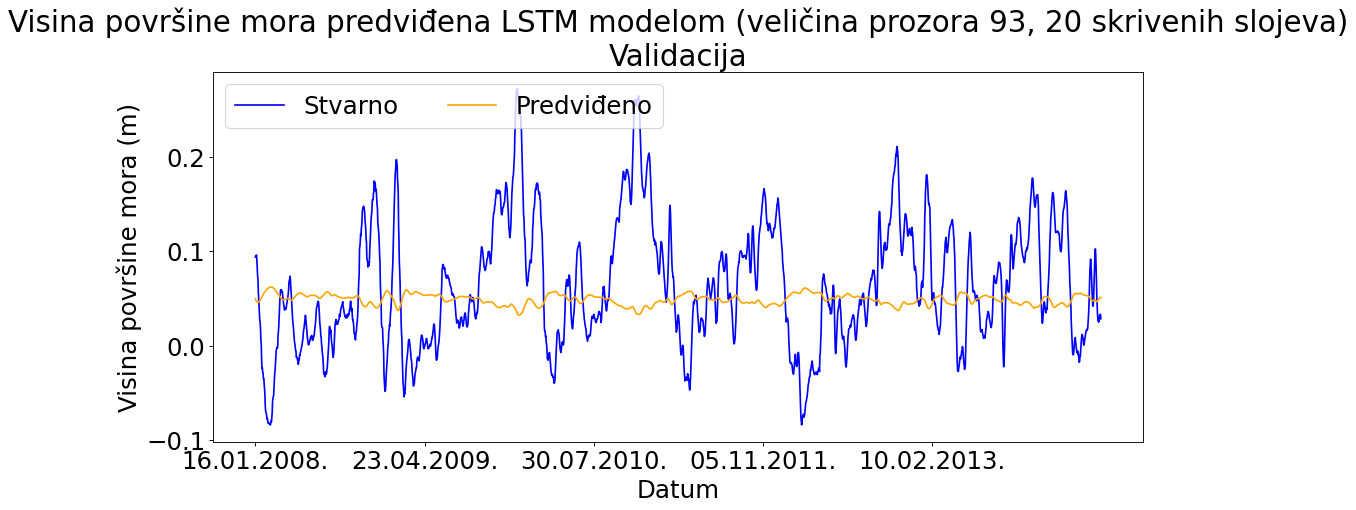 Visina površine mora predviđena LSTM modelom (veličina prozora 93, 20 skrivenih slojeva)
Validacija
Stvarno Predviđeno
Visina površine mora (m)
0.2
0.1
0.0
−0.1
16.01.2008. 23.04.2009. 30.07.2010. 05.11.2011. 10.02.2013.
Datum